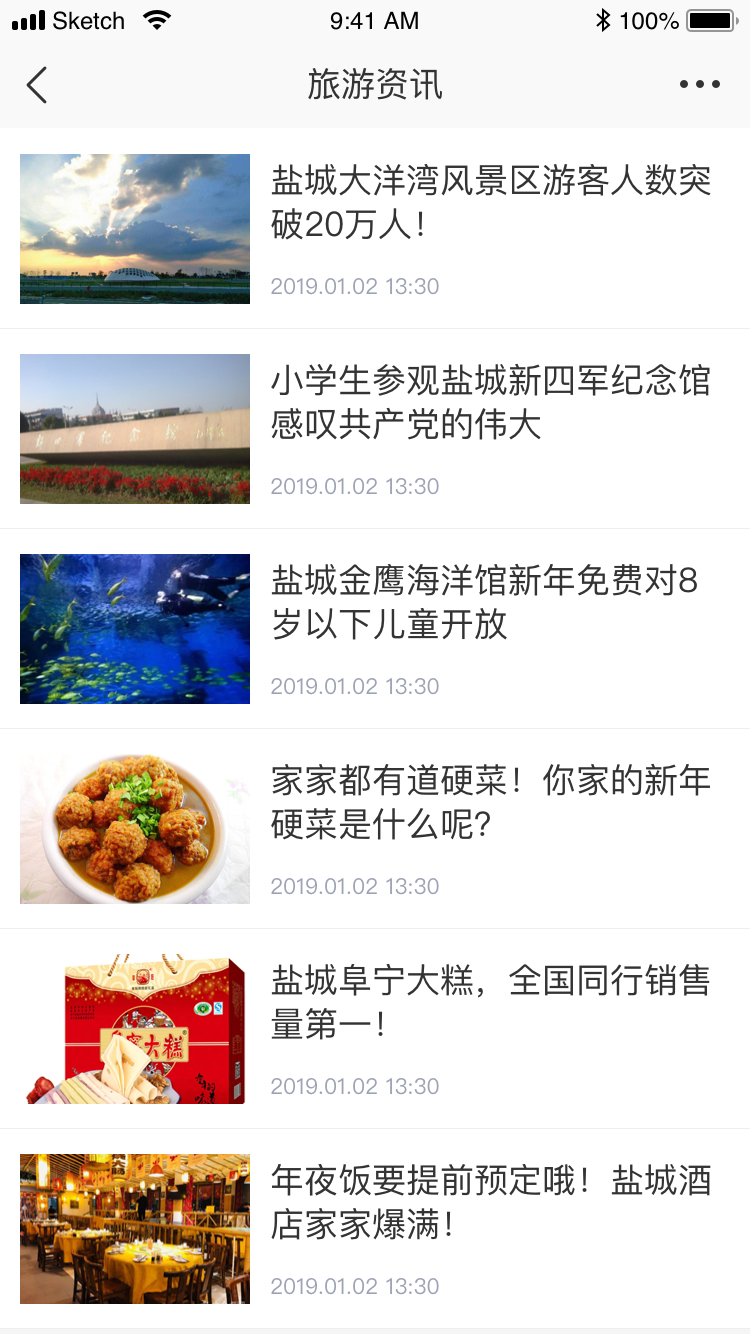 Sketch 9:41 AM 100%
旅游资讯
盐城大洋湾风景区游客人数突
破20万人！
2019.01.02 13:30
小学生参观盐城新四军纪念馆
感叹共产党的伟大
2019.01.02 13:30
盐城金鹰海洋馆新年免费对8
岁以下儿童开放
2019.01.02 13:30
家家都有道硬菜！你家的新年
硬菜是什么呢？
2019.01.02 13:30
大糕
盐城阜宁大糕，全国同行销售
量第一！
2019.01.02 13:30
年夜饭要提前预定哦！盐城酒
店家家爆满！
2019.01.02 13:30